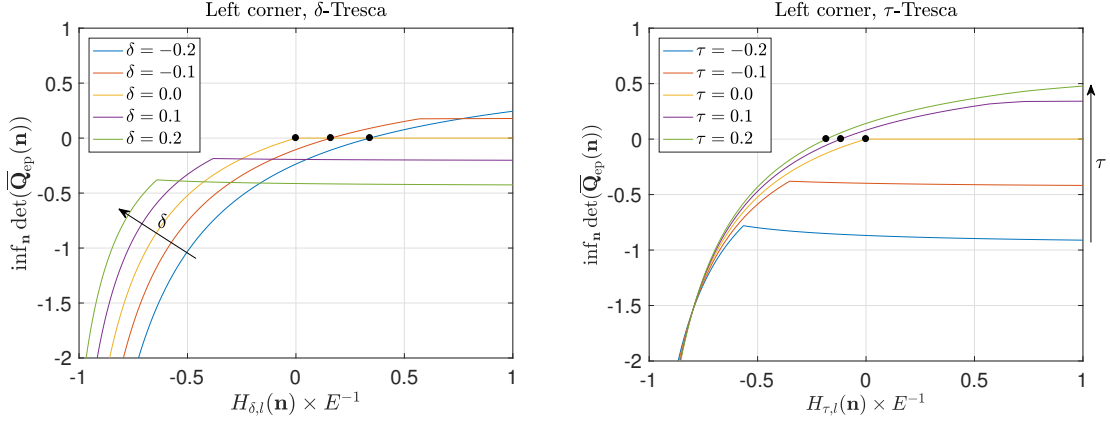 Left corner, δ-Tresca
inf_n det(Q̅_ep(n))
1
0.5
0
-0.5
-1
-1.5
-2
δ = −0.2
δ = −0.1
δ = 0.0
δ = 0.1
δ = 0.2
δ
-1
-0.5
0
0.5
1
H_δ,l(n) × E⁻¹
Left corner, τ-Tresca
inf_n det(Q̅_ep(n))
1
0.5
0
-0.5
-1
-1.5
-2
τ = −0.2
τ = −0.1
τ = 0.0
τ = 0.1
τ = 0.2
τ
-1
-0.5
0
0.5
1
H_τ,l(n) × E⁻¹